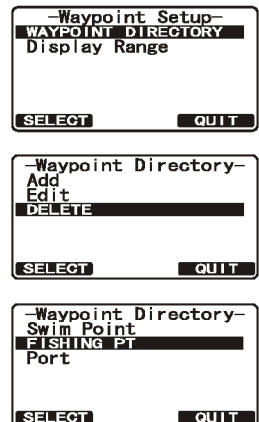 -Waypoint Setup-
WAYPOINT DIRECTORY
Display Range
SELECT QUIT
-Waypoint Directory-
Add
Edit
DELETE
SELECT QUIT
-Waypoint Directory-
Swim Point
FISHING PT
Port
SELECT QUIT